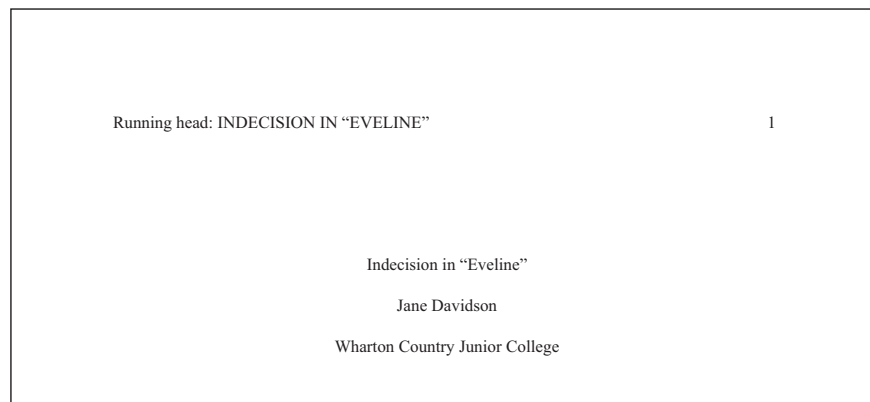 Running head: INDECISION IN “EVELINE” 1
Indecision in “Eveline”
Jane Davidson
Wharton Country Junior College